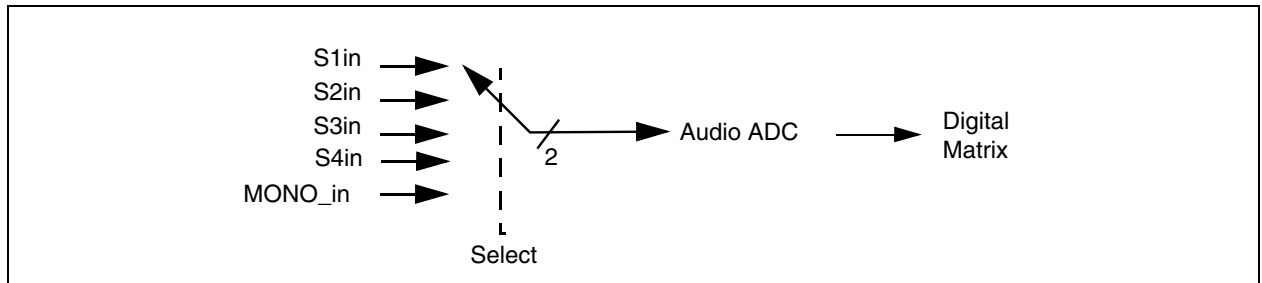 S1in
S2in
S3in
S4in
MONO_in
Select
2
Audio ADC
Digital
Matrix